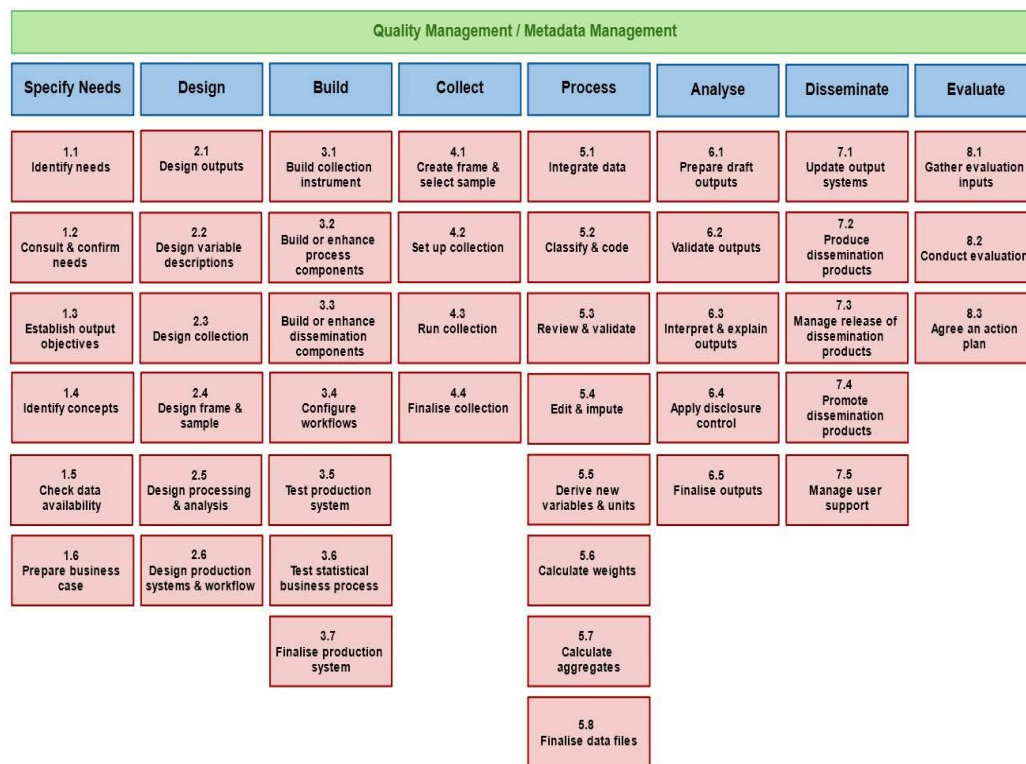 Quality Management / Metadata Management
Specify Needs
Design
Build
Collect
Process
Analyse
Disseminate
Evaluate
1.1
Identify needs
2.1
Design outputs
3.1
Build collection
instrument
4.1
Create frame &
select sample
5.1
Integrate data
6.1
Prepare draft
outputs
7.1
Update output
systems
8.1
Gather evaluation
inputs
1.2
Consult & confirm
needs
2.2
Design variable
descriptions
3.2
Build or enhance
process
components
4.2
Set up collection
5.2
Classify & code
6.2
Validate outputs
7.2
Produce
dissemination
products
8.2
Conduct evaluation
1.3
Establish output
objectives
2.3
Design collection
3.3
Build or enhance
dissemination
components
4.3
Run collection
5.3
Review & validate
6.3
Interpret & explain
outputs
7.3
Manage release of
dissemination
products
8.3
Agree an action
plan
1.4
Identify concepts
2.4
Design frame &
sample
3.4
Configure
workflows
4.4
Finalise collection
5.4
Edit & impute
6.4
Apply disclosure
control
7.4
Promote
dissemination
products
1.5
Check data
availability
2.5
Design processing
& analysis
3.5
Test production
system
5.5
Derive new
variables & units
6.5
Finalise outputs
7.5
Manage user
support
1.6
Prepare business
case
2.6
Design production
systems & workflow
3.6
Test statistical
business process
5.6
Calculate weights
3.7
Finalise production
system
5.7
Calculate
aggregates
5.8
Finalise data files